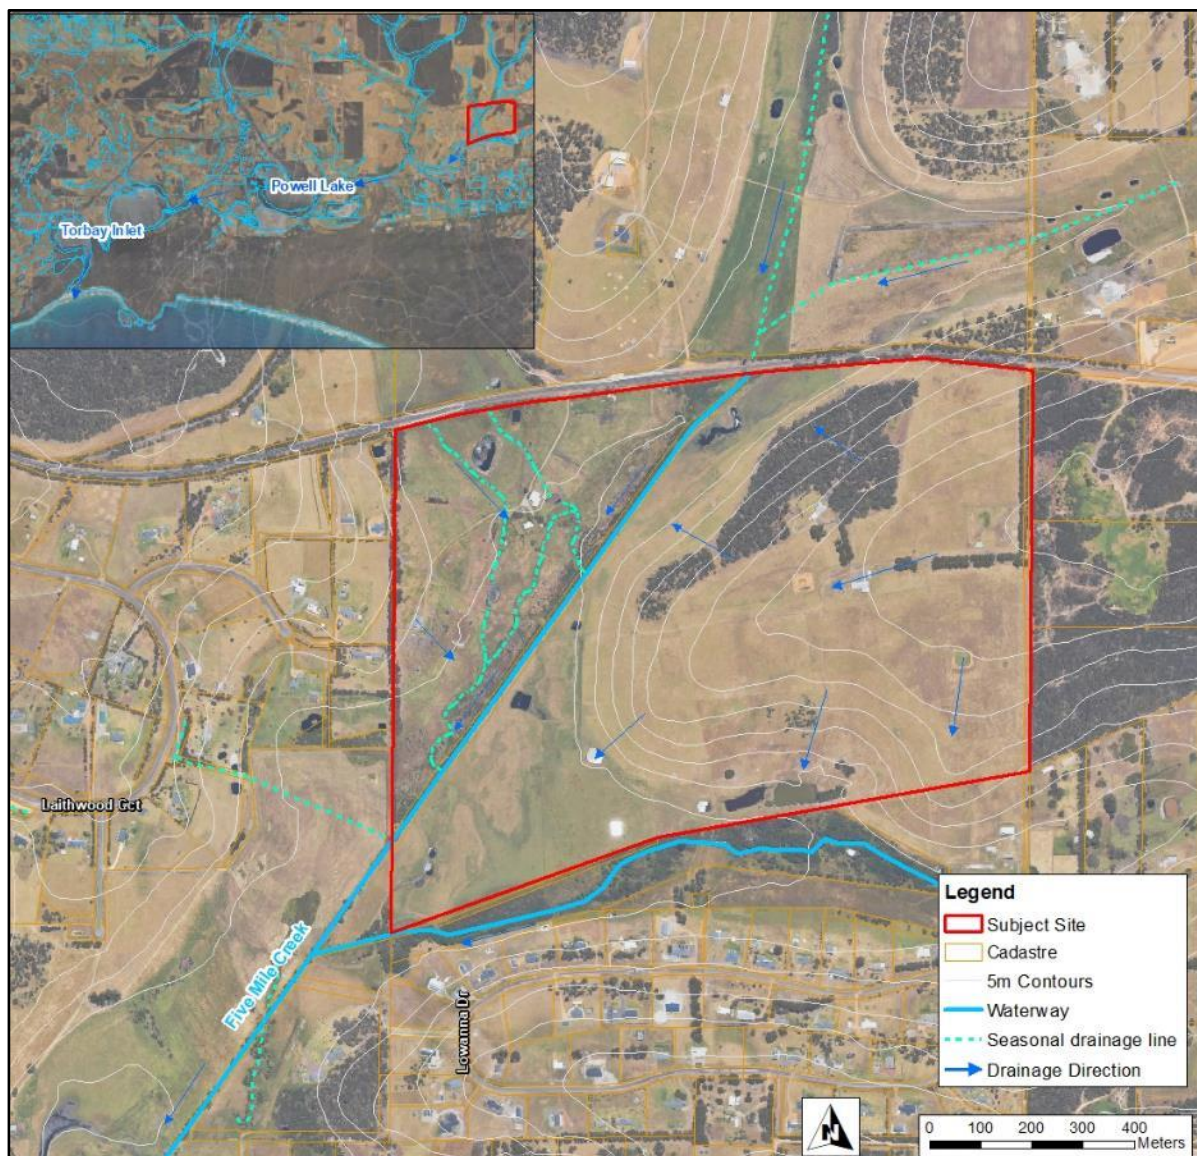 Powell Lake
Torbay Inlet
Laithwood Cct
Five Mile Creek
Lowanna Dr
Legend
Subject Site
Cadastre
5m Contours
Waterway
Seasonal drainage line
Drainage Direction
N
0 100 200 300 400
Meters